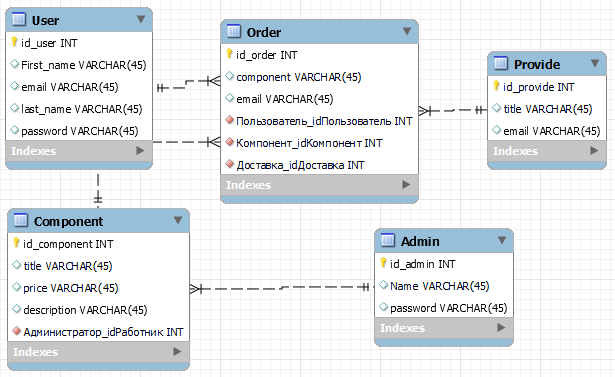 User
id_user INT
First_name VARCHAR(45)
email VARCHAR(45)
last_name VARCHAR(45)
password VARCHAR(45)
Indexes
Order
id_order INT
component VARCHAR(45)
email VARCHAR(45)
Пользователь_idПользователь INT
Компонент_idКомпонент INT
Доставка_idДоставка INT
Indexes
Provide
id_provide INT
title VARCHAR(45)
email VARCHAR(45)
Indexes
Component
id_component INT
title VARCHAR(45)
price VARCHAR(45)
description VARCHAR(45)
Администратор_idРаботник INT
Indexes
Admin
id_admin INT
Name VARCHAR(45)
password VARCHAR(45)
Indexes